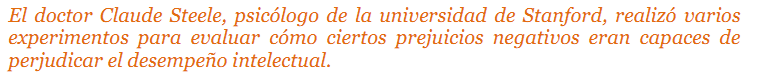 El doctor Claude Steele, psicólogo de la universidad de Stanford, realizó varios
experimentos para evaluar cómo ciertos prejuicios negativos eran capaces de
perjudicar el desempeño intelectual.